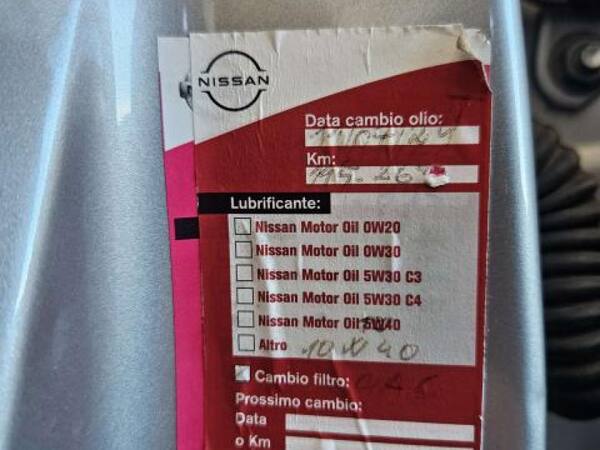 NISSAN
Data cambio olio:
Km:
Lubrificante:
Nissan Motor Oil 0W20
Nissan Motor Oil 0W30
Nissan Motor Oil 5W30 C3
Nissan Motor Oil 5W30 C4
Nissan Motor Oil 5W40
Altro 10W40
Cambio filtro:
Prossimo cambio:
Data
o Km